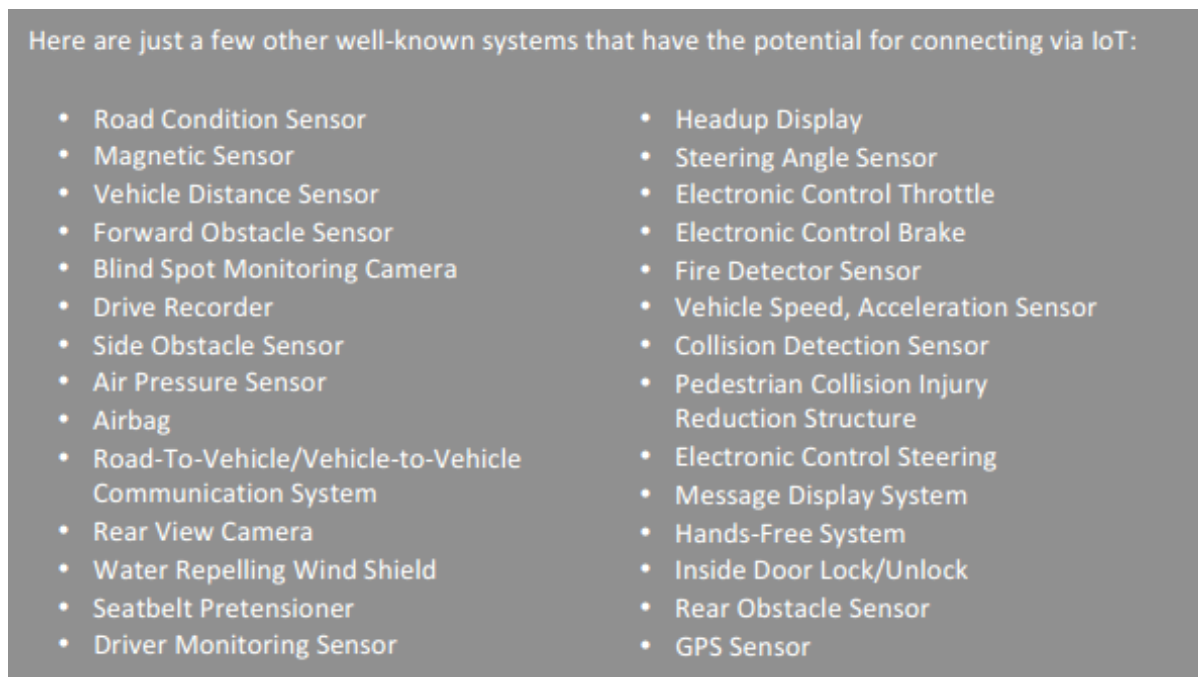 Here are just a few other well-known systems that have the potential for connecting via IoT:
• Road Condition Sensor
• Magnetic Sensor
• Vehicle Distance Sensor
• Forward Obstacle Sensor
• Blind Spot Monitoring Camera
• Drive Recorder
• Side Obstacle Sensor
• Air Pressure Sensor
• Airbag
• Road-To-Vehicle/Vehicle-to-Vehicle
Communication System
• Rear View Camera
• Water Repelling Wind Shield
• Seatbelt Pretensioner
• Driver Monitoring Sensor
• Headup Display
• Steering Angle Sensor
• Electronic Control Throttle
• Electronic Control Brake
• Fire Detector Sensor
• Vehicle Speed, Acceleration Sensor
• Collision Detection Sensor
• Pedestrian Collision Injury
Reduction Structure
• Electronic Control Steering
• Message Display System
• Hands-Free System
• Inside Door Lock/Unlock
• Rear Obstacle Sensor
• GPS Sensor